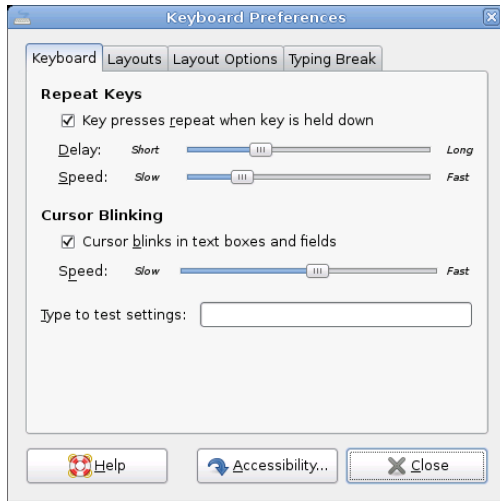 Keyboard Preferences
Keyboard Layouts Layout Options Typing Break
Repeat Keys
Key presses repeat when key is held down
Delay: Short Long
Speed: Slow Fast
Cursor Blinking
Cursor blinks in text boxes and fields
Speed: Slow Fast
Type to test settings:
Help Accessibility... Close